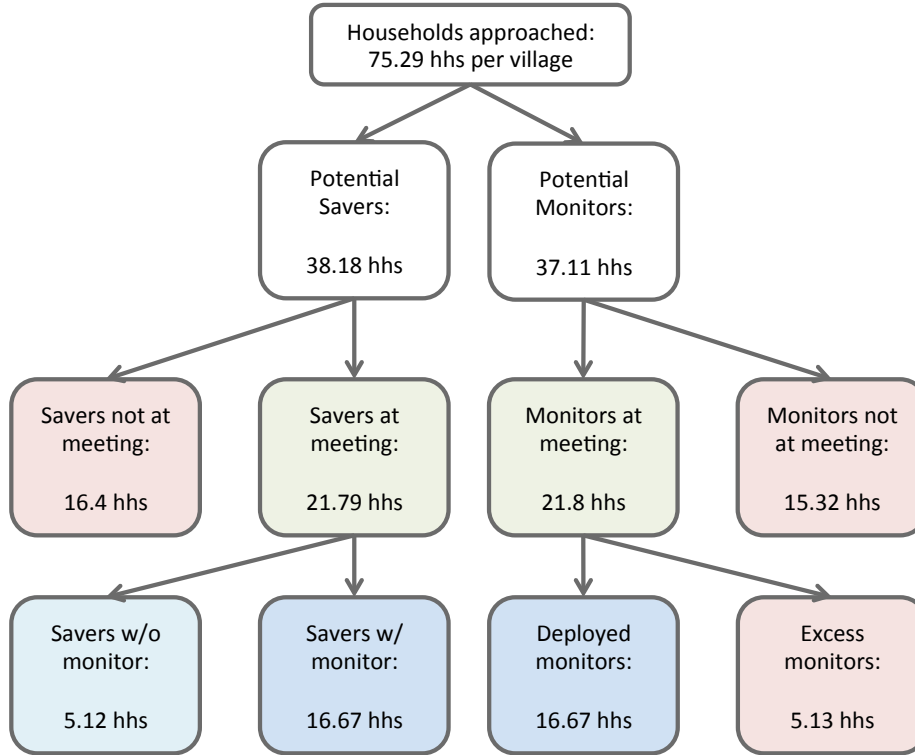 Households approached:
75.29 hhs per village
Potential
Savers:
38.18 hhs
Potential
Monitors:
37.11 hhs
Savers not at
meeting:
16.4 hhs
Savers at
meeting:
21.79 hhs
Monitors at
meeting:
21.8 hhs
Monitors not
at meeting:
15.32 hhs
Savers w/o
monitor:
5.12 hhs
Savers w/
monitor:
16.67 hhs
Deployed
monitors:
16.67 hhs
Excess
monitors:
5.13 hhs